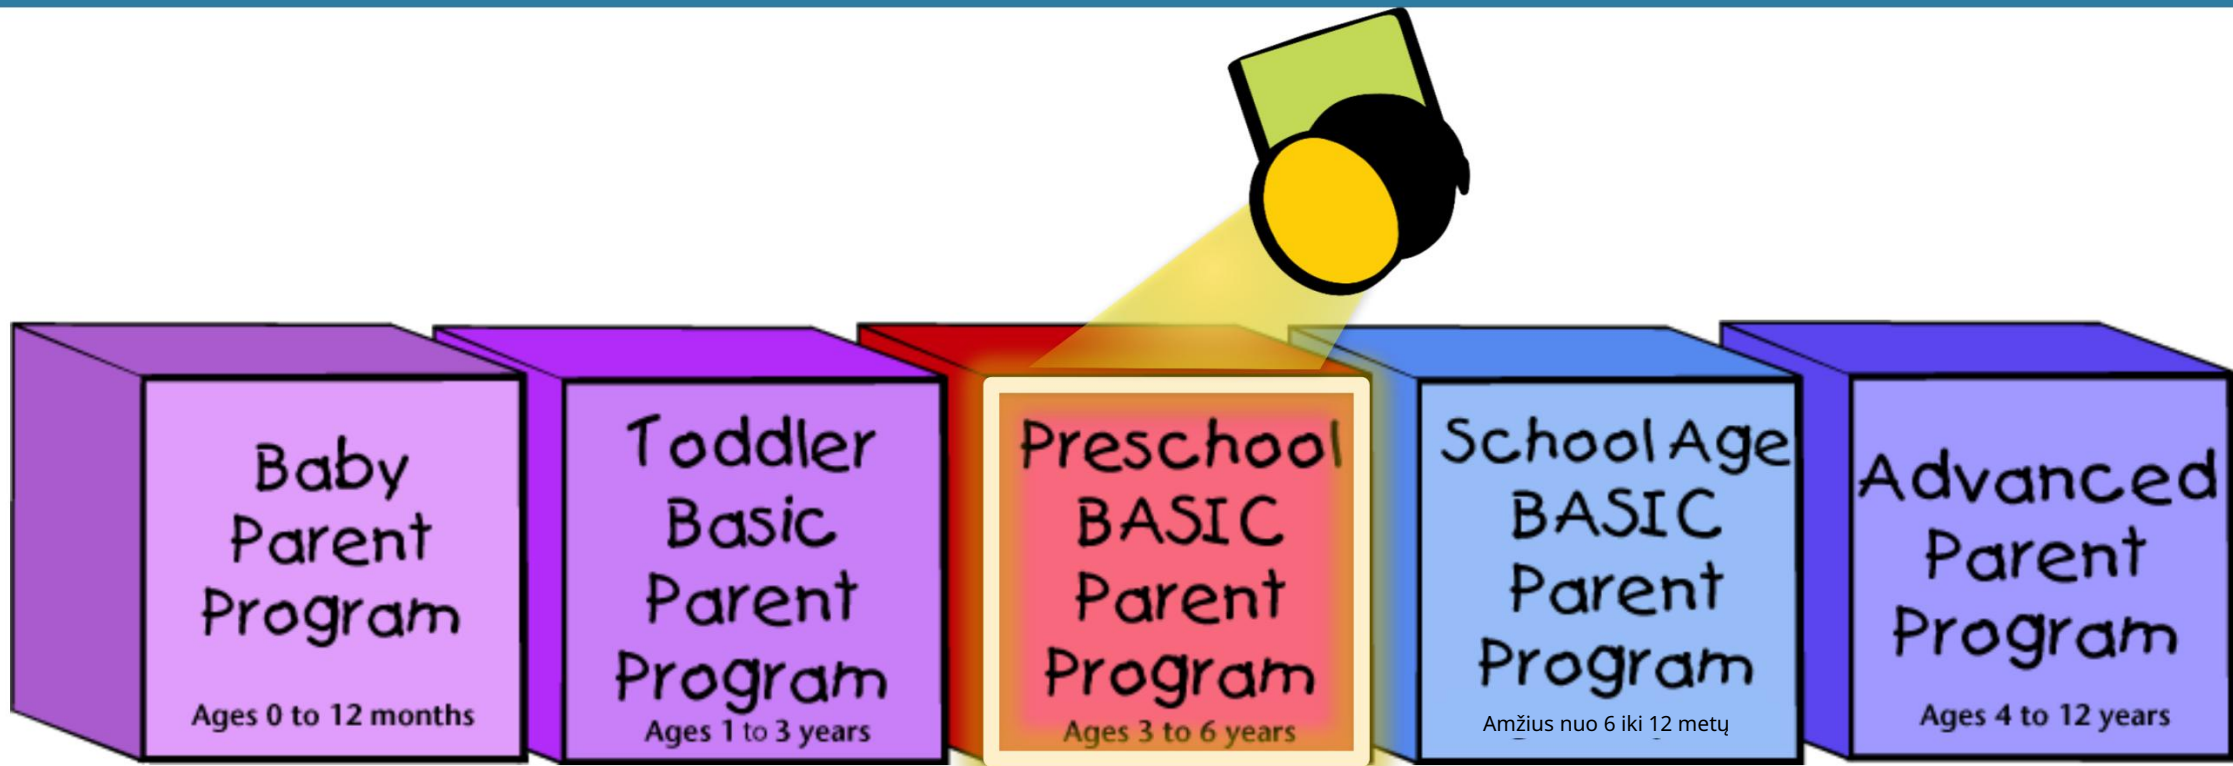 Baby
Parent
Program
Ages 0 to 12 months
Toddler
Basic
Parent
Program
Ages 1 to 3 years
Preschool
BASIC
Parent
Program
Ages 3 to 6 years
School Age
BASIC
Parent
Program
Amžius nuo 6 iki 12 metų
Advanced
Parent
Program
Ages 4 to 12 years